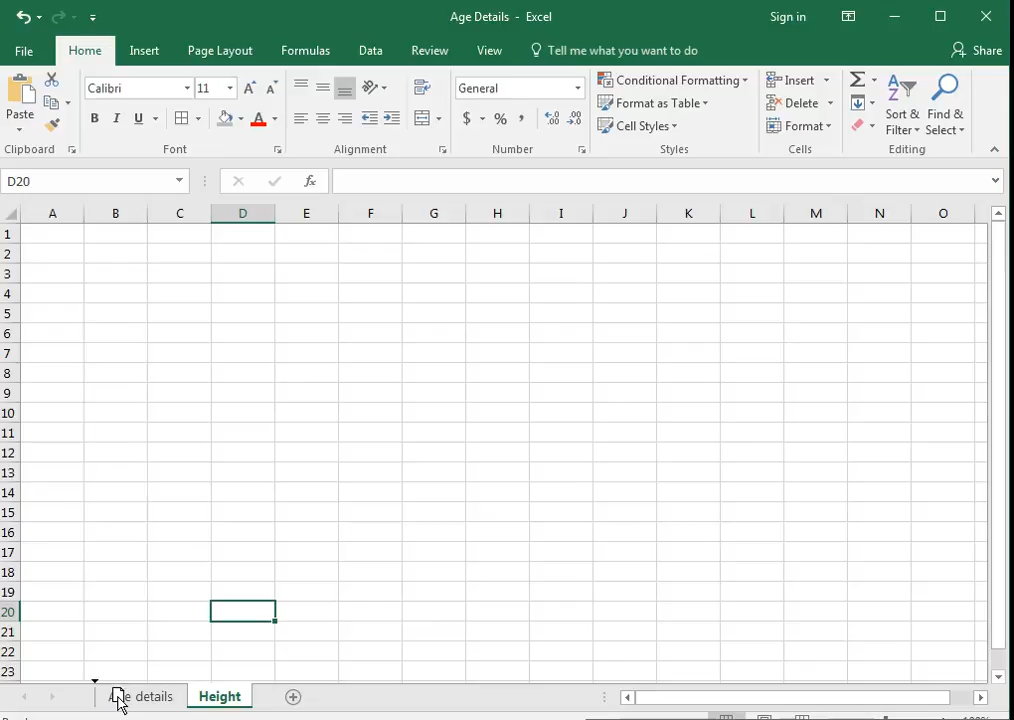 Age Details - Excel
Sign in
File
Home
Insert
Page Layout
Formulas
Data
Review
View
Tell me what you want to do
Share
Paste
Clipboard
Calibri
11
A
A
B
I
U
A
Font
Alignment
General
$
%
,
Number
Conditional Formatting
Format as Table
Cell Styles
Styles
Insert
Delete
Format
Cells
Sort &
Filter
Find &
Select
Editing
D20
fx
A B C D E F G H I J K L M N O
1
2
3
4
5
6
7
8
9
10
11
12
13
14
15
16
17
18
19
20
21
22
23
details
Height